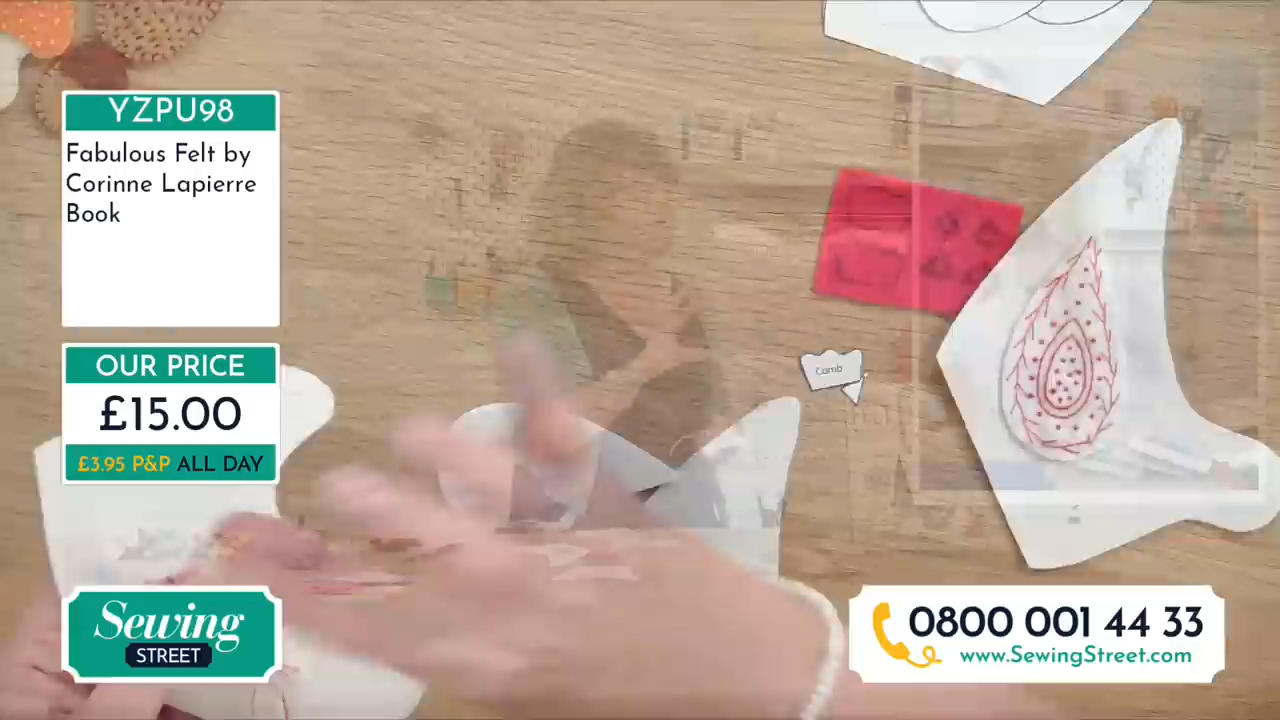 YZPU98
Fabulous Felt by
Corinne Lapierre
Book
OUR PRICE
£15.00
£3.95 P&P ALL DAY
Comb
Sewing
STREET
0800 001 44 33
www.SewingStreet.com